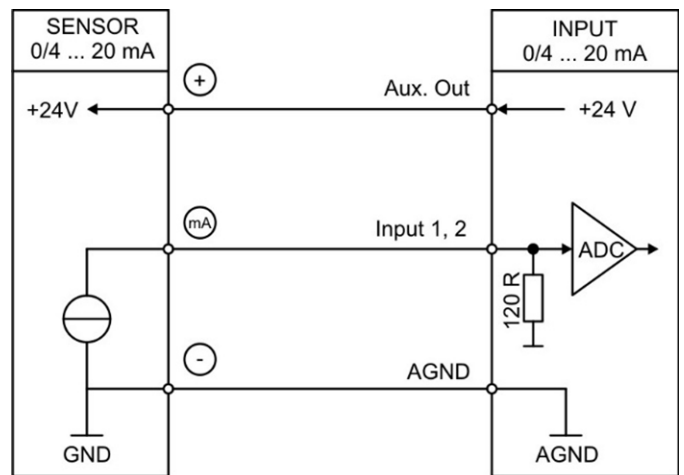 SENSOR
0/4 ... 20 mA
INPUT
0/4 ... 20 mA
+
Aux. Out
+24V
+24 V
mA
Input 1, 2
ADC
120 R
-
AGND
GND
AGND